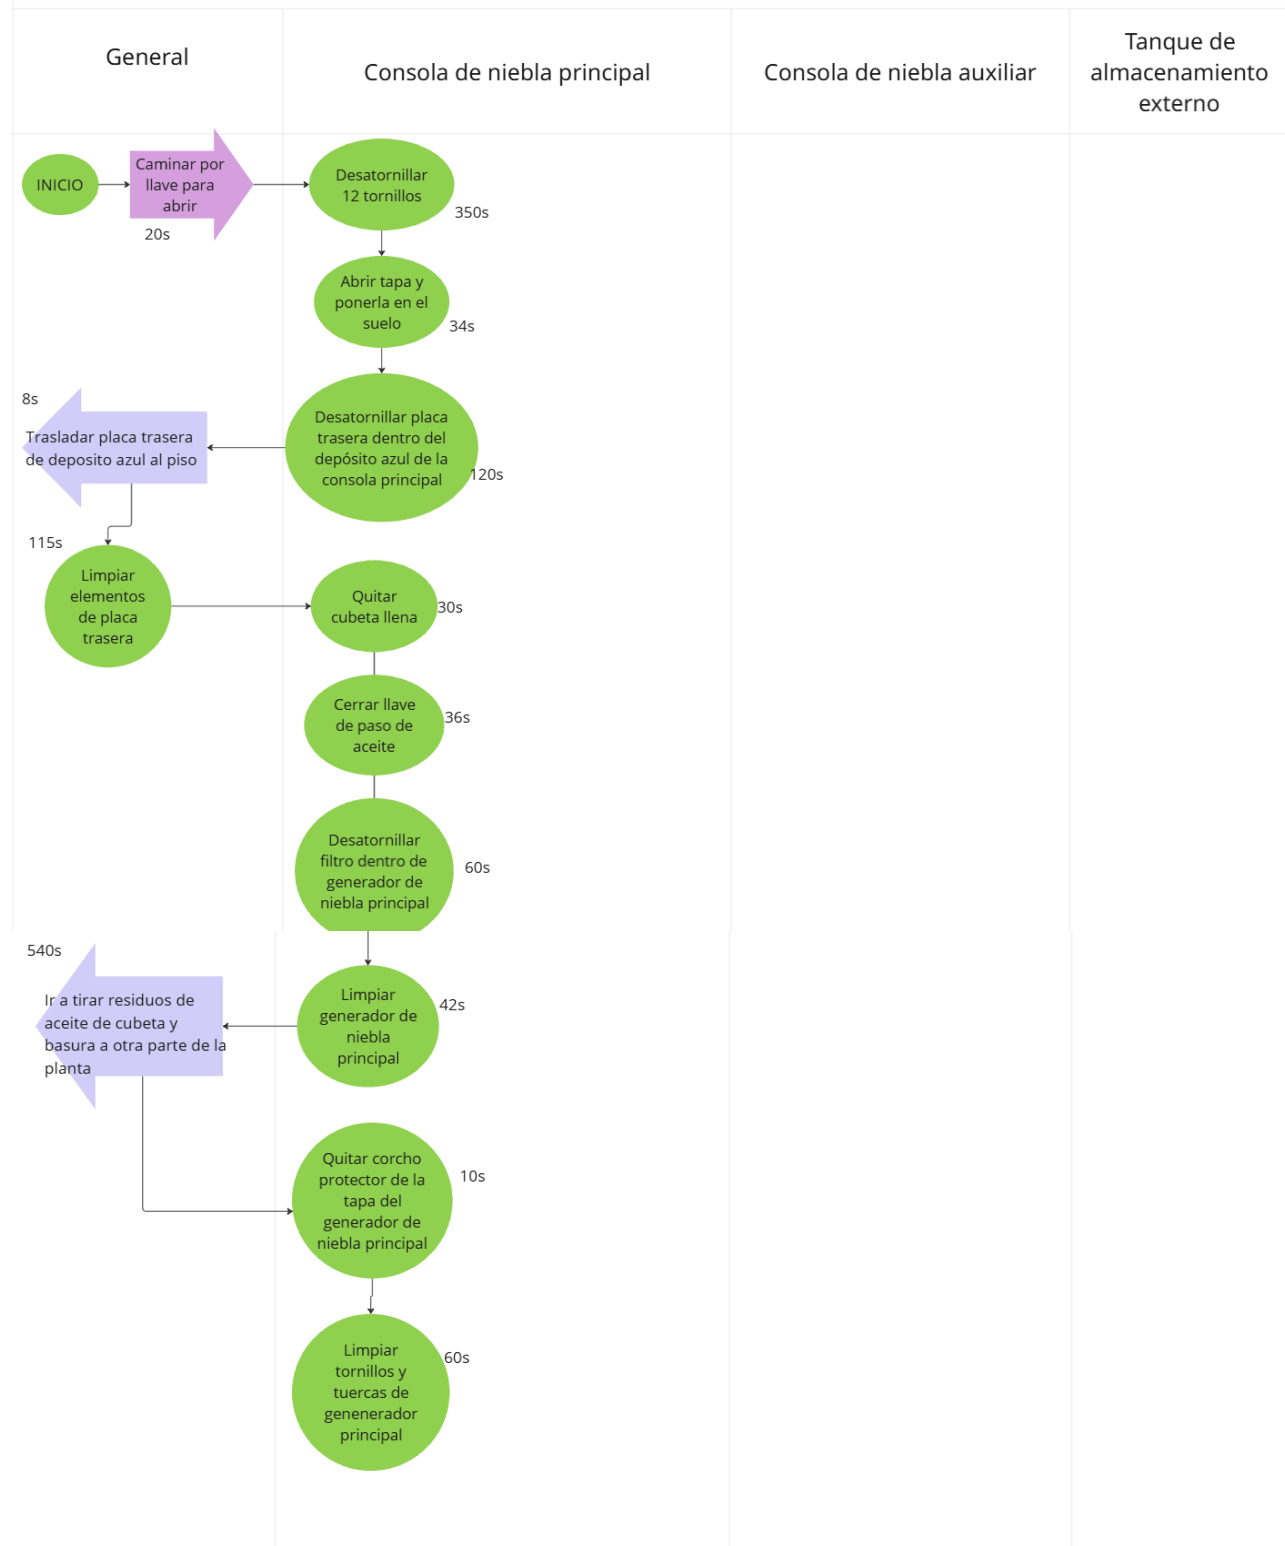 General
Consola de niebla principal
Consola de niebla auxiliar
Tanque de
almacenamiento
externo
INICIO
Caminar por
llave para
abrir
20s
Desatornillar
12 tornillos
350s
Abrir tapa y
ponerla en el
suelo
34s
Desatornillar placa
trasera dentro del
depósito azul de la
consola principal
120s
8s
Trasladar placa trasera
de deposito azul al piso
115s
Limpiar
elementos
de placa
trasera
Quitar
cubeta llena
30s
Cerrar llave
de paso de
aceite
36s
Desatornillar
filtro dentro de
generador de
niebla principal
60s
Limpiar
generador de
niebla
principal
42s
540s
Ir a tirar residuos de
aceite de cubeta y
basura a otra parte de la
planta
Quitar corcho
protector de la
tapa del
generador de
niebla principal
10s
Limpiar
tornillos y
tuercas de
genenerador
principal
60s